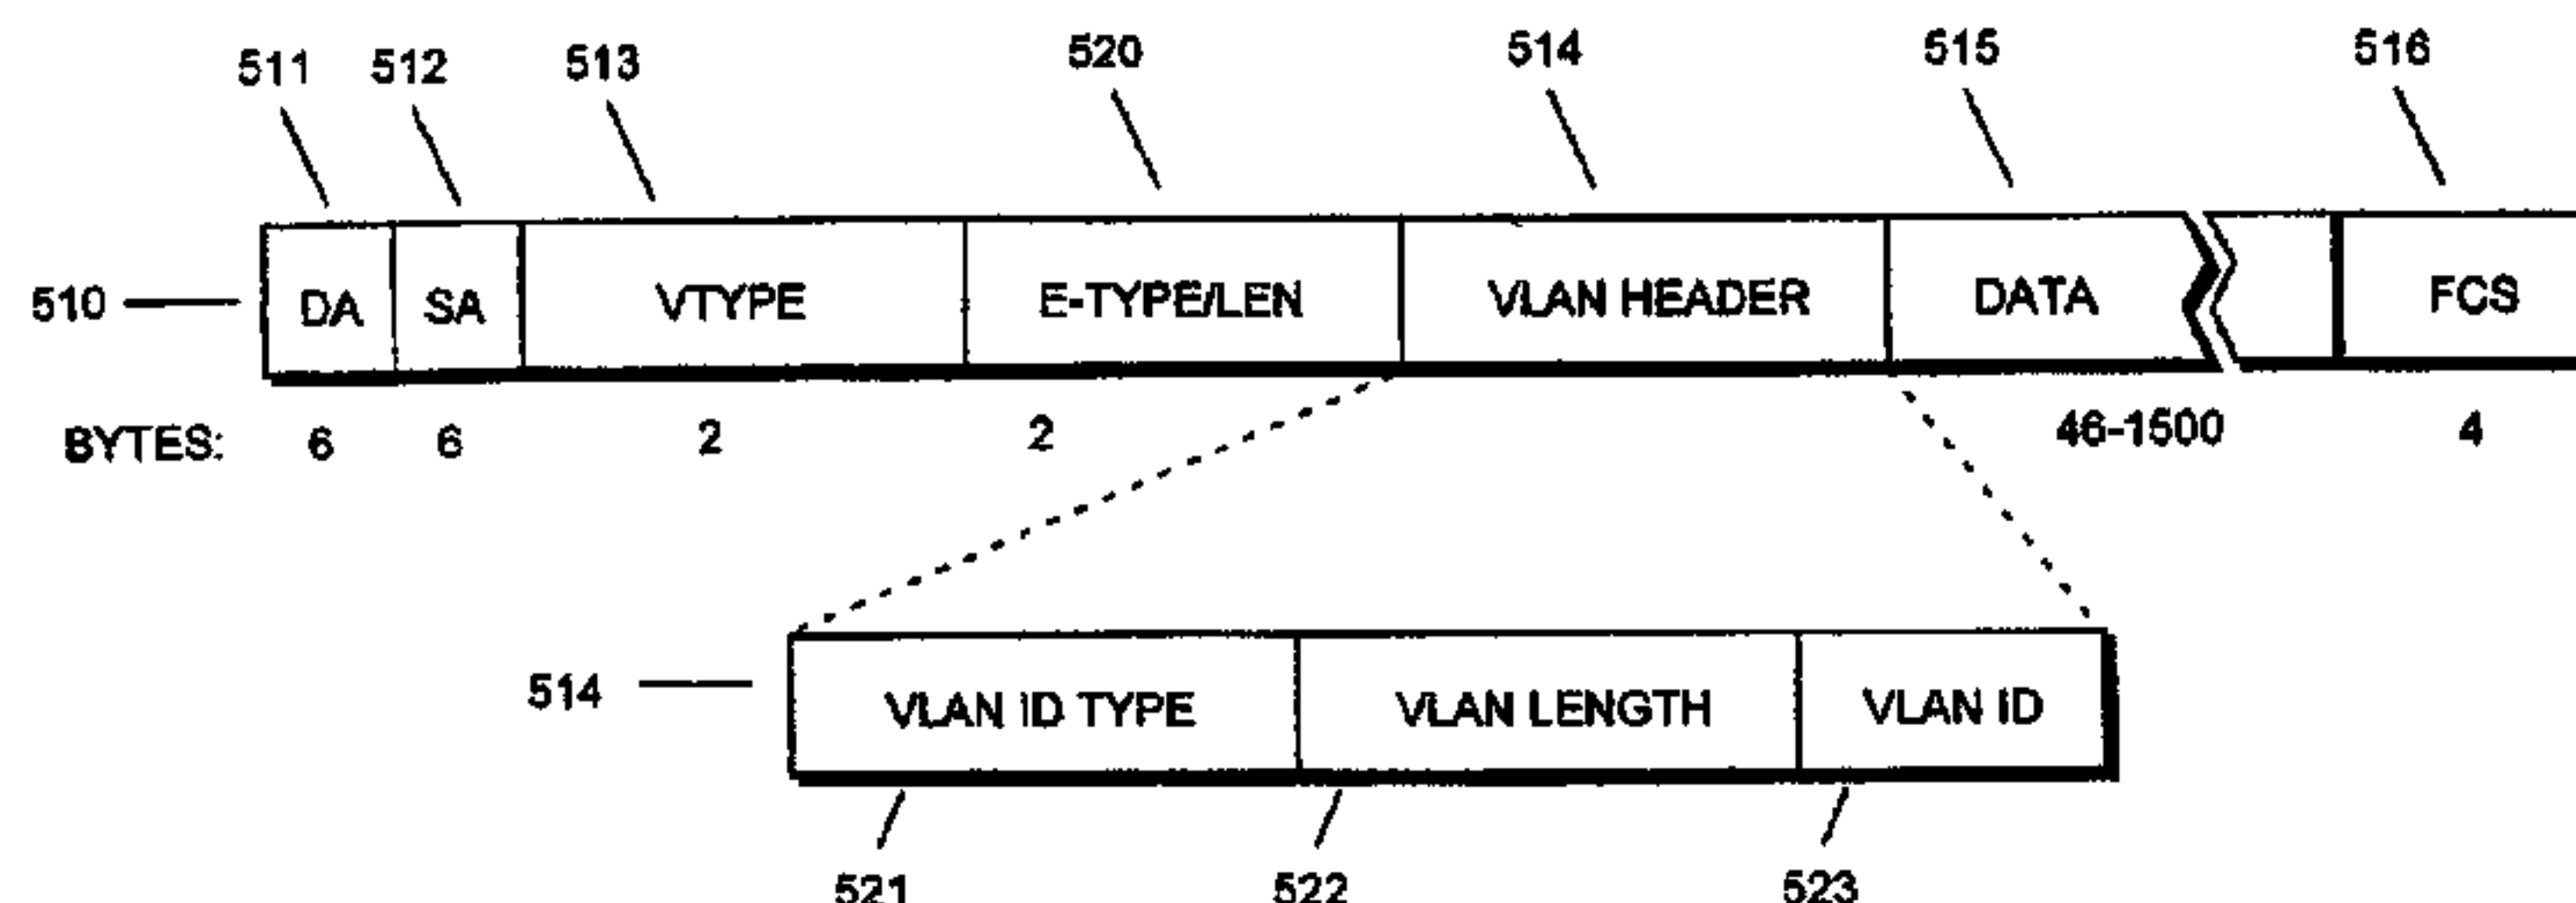 511 512 513 520 514 515 516
510 DA SA VTYPE E-TYPE/LEN VLAN HEADER DATA FCS
BYTES: 6 6 2 2 46-1500 4
514 VLAN ID TYPE VLAN LENGTH VLAN ID
521 522 523